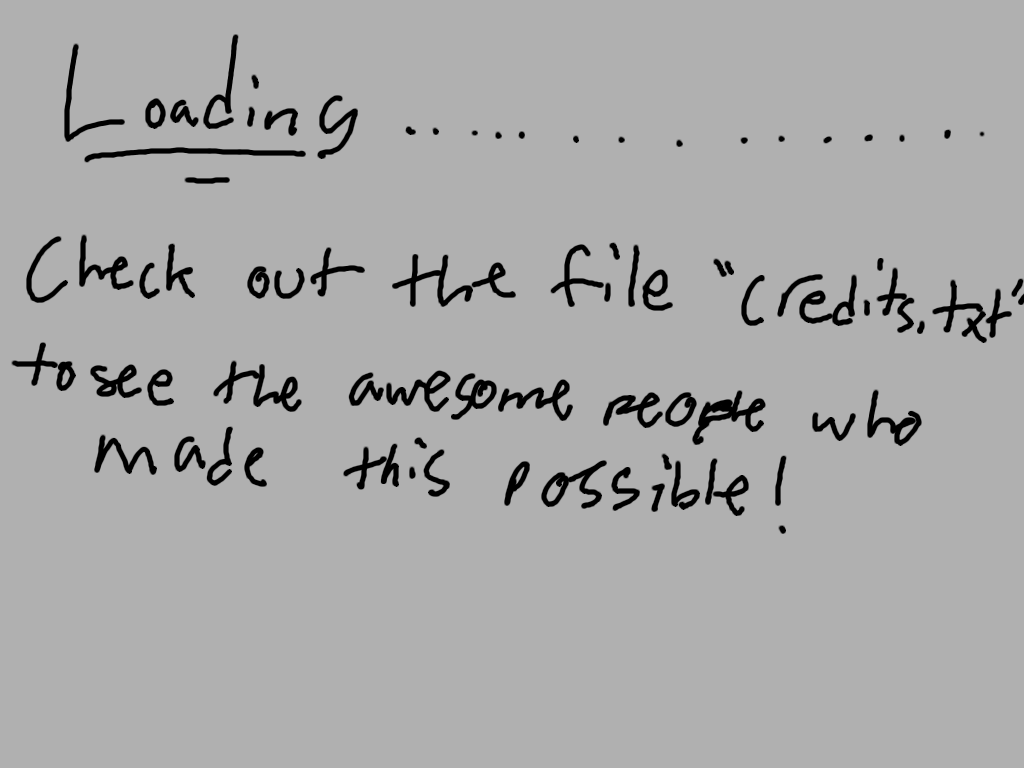 Loading .................
Check out the file "Credits.txt"
to see the awesome people who
made this possible!